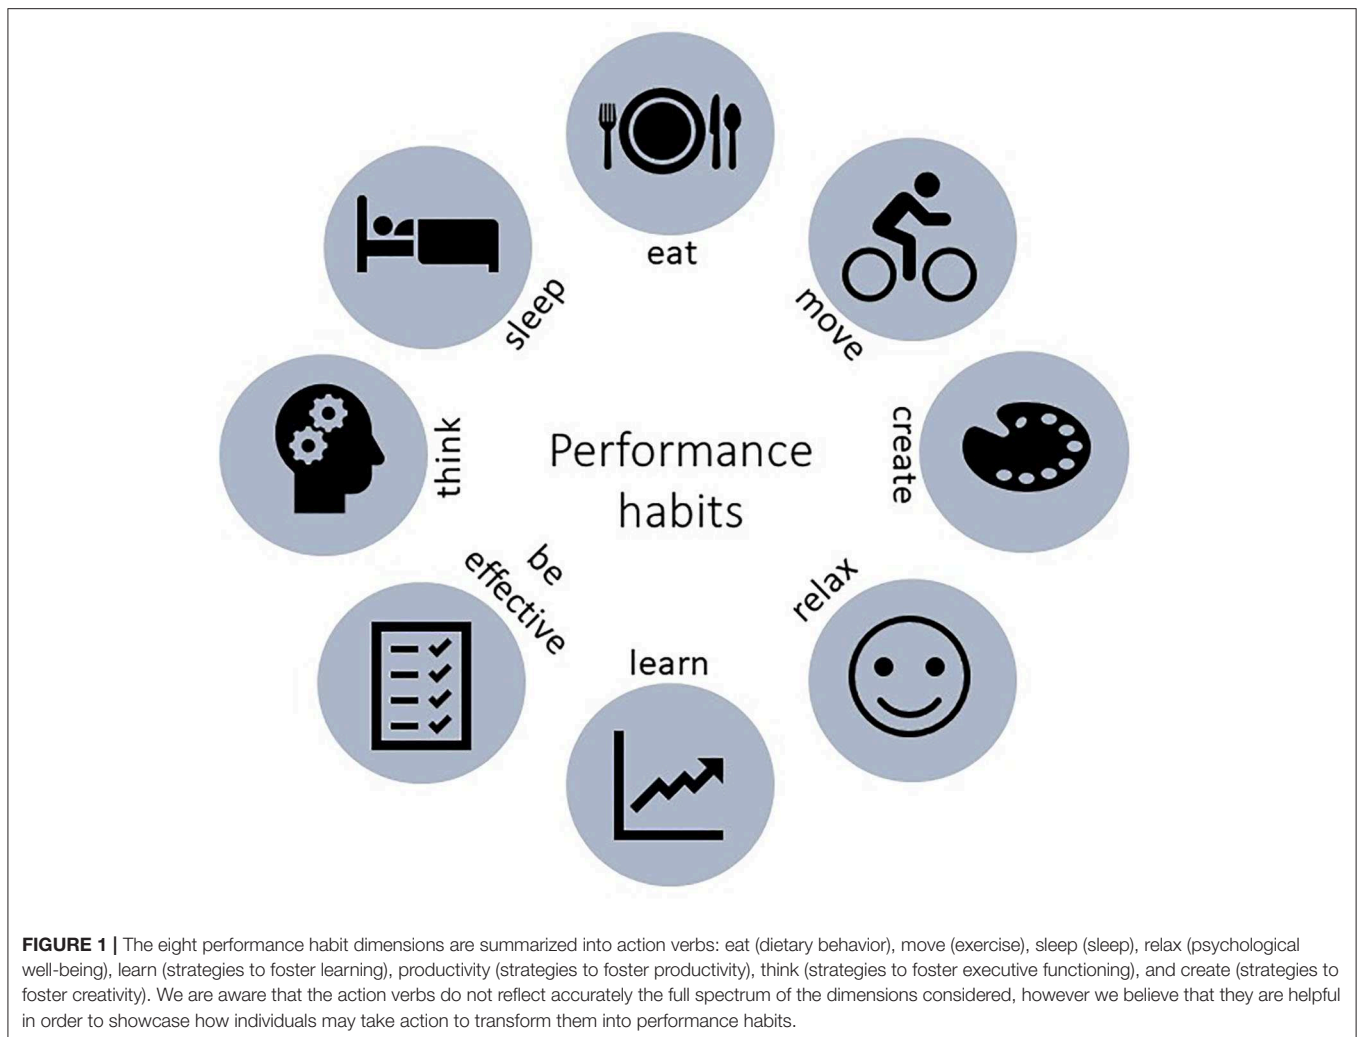 eat
move
sleep
create
think
Performance
habits
be
effective
relax
learn
FIGURE 1 | The eight performance habit dimensions are summarized into action verbs: eat (dietary behavior), move (exercise), sleep (sleep), relax (psychological
well-being), learn (strategies to foster learning), productivity (strategies to foster productivity), think (strategies to foster executive functioning), and create (strategies to
foster creativity). We are aware that the action verbs do not reflect accurately the full spectrum of the dimensions considered, however we believe that they are helpful
in order to showcase how individuals may take action to transform them into performance habits.